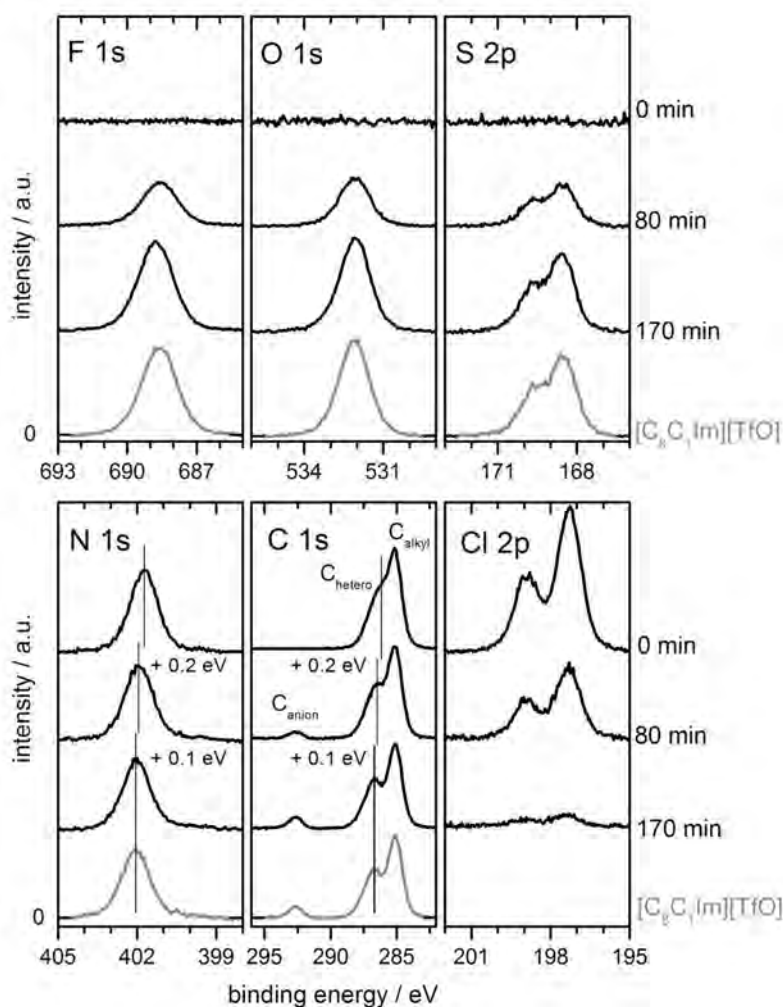 F 1s
O 1s
S 2p
0 min
80 min
170 min
[C₈C₁Im][TfO]
intensity / a.u.
0
693 690 687
534 531
171 168
N 1s
C 1s
Cl 2p
C alkyl
C hetero
0 min
+ 0.2 eV
+ 0.2 eV
C anion
80 min
+ 0.1 eV
+ 0.1 eV
170 min
[C₈C₁Im][TfO]
intensity / a.u.
0
405 402 399
295 290 285
201 198 195
binding energy / eV